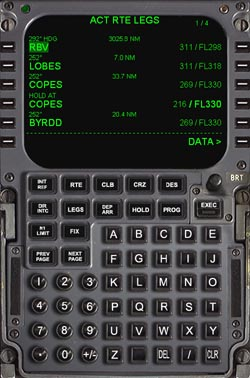 ACT RTE LEGS 1/4
292° HDG 3025.9 NM
RBV 311/FL298
252° 7.0 NM
LOBES 311/FL318
252° 33.7 NM
COPES 269/FL330
HOLD AT
COPES 216 /FL330
252° 20.4 NM
BYRDD 269/FL330
DATA >
BRT
INIT REF RTE CLB CRZ DES
DIR INTC LEGS DEP ARR HOLD PROG EXEC
N1 LIMIT FIX
PREV PAGE NEXT PAGE
A B C D E
F G H I J
K L M N O
P Q R S T
U V W X Y
Z DEL / CLR
1 2 3
4 5 6
7 8 9
. 0 +/-